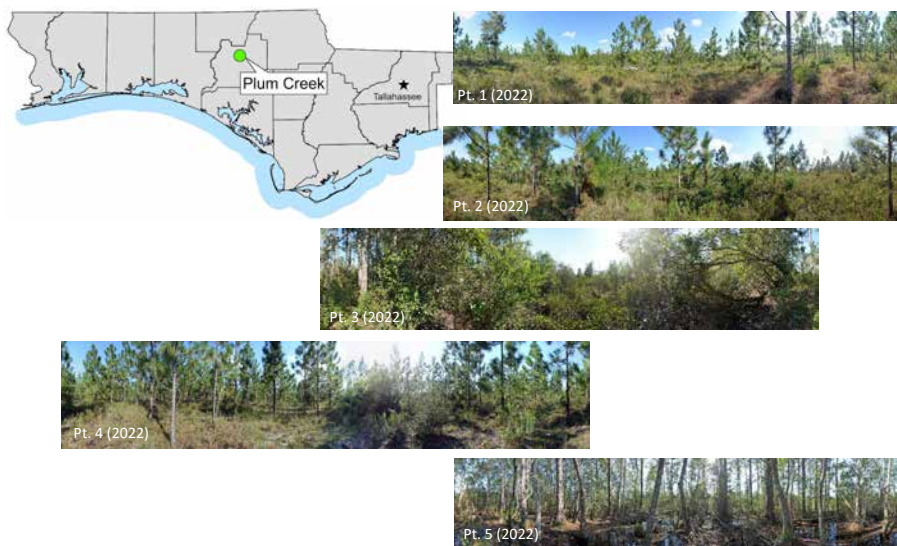 Plum Creek
Tallahassee
Pt. 1 (2022)
Pt. 2 (2022)
Pt. 3 (2022)
Pt. 4 (2022)
Pt. 5 (2022)